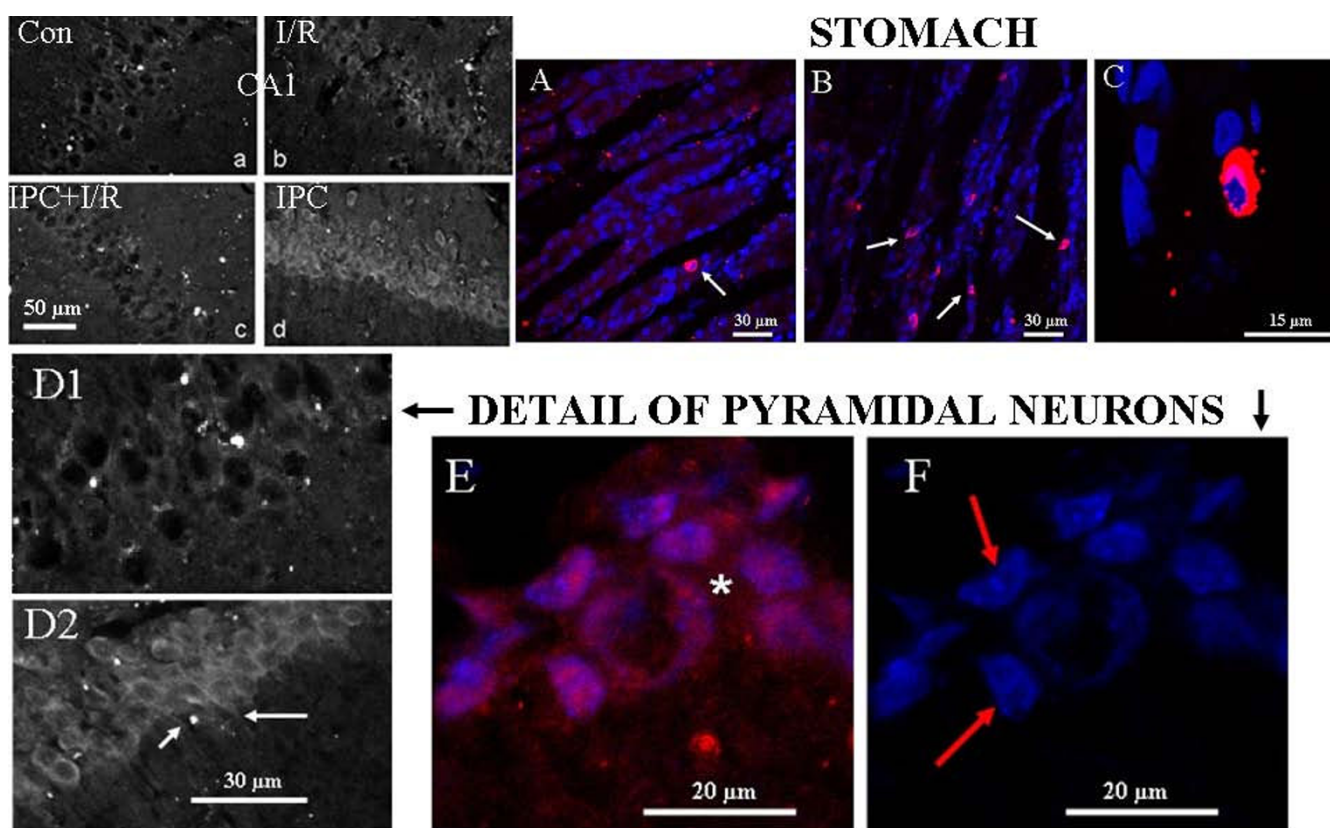 Con
I/R
CA1
a
b
IPC+I/R
IPC
50 µm
c
d
STOMACH
A
B
C
30 µm
30 µm
15 µm
D1
DETAIL OF PYRAMIDAL NEURONS
D2
30 µm
E
*
F
20 µm
20 µm